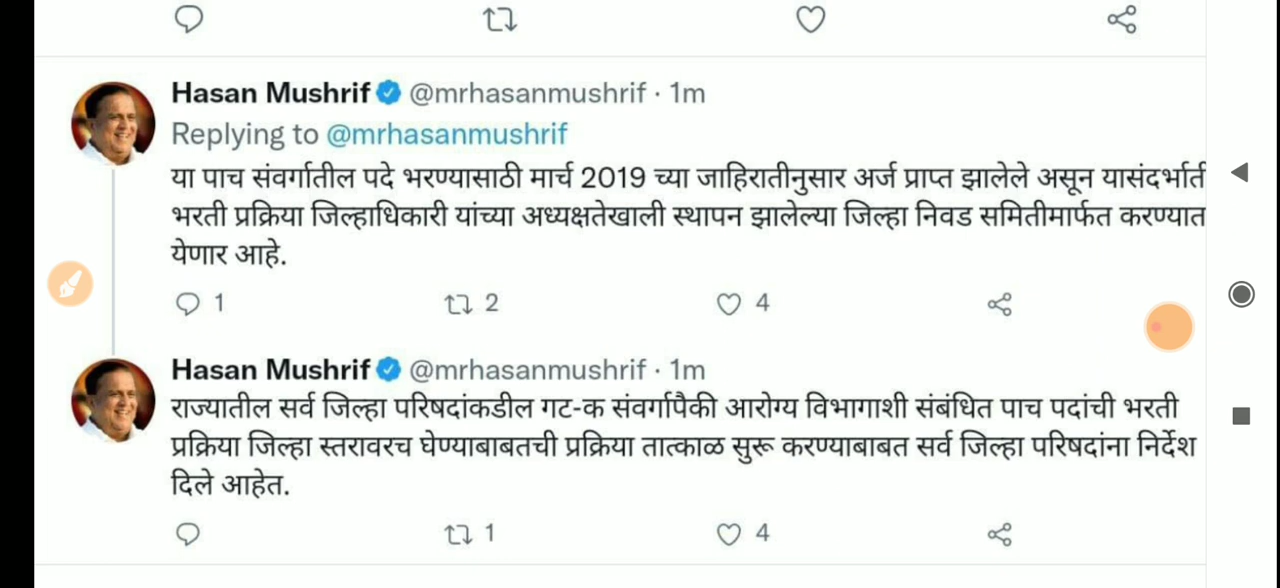 Hasan Mushrif @mrhasanmushrif · 1m
Replying to @mrhasanmushrif
या पाच संवर्गातील पदे भरण्यासाठी मार्च 2019 च्या जाहिरातीनुसार अर्ज प्राप्त झालेले असून यासंदर्भाती
भरती प्रक्रिया जिल्हाधिकारी यांच्या अध्यक्षतेखाली स्थापन झालेल्या जिल्हा निवड समितीमार्फत करण्यात
येणार आहे.
1 2 4
Hasan Mushrif @mrhasanmushrif · 1m
राज्यातील सर्व जिल्हा परिषदांकडील गट-क संवर्गापैकी आरोग्य विभागाशी संबंधित पाच पदांची भरती
प्रक्रिया जिल्हा स्तरावरच घेण्याबाबतची प्रक्रिया तात्काळ सुरू करण्याबाबत सर्व जिल्हा परिषदांना निर्देश
दिले आहेत.
1 4